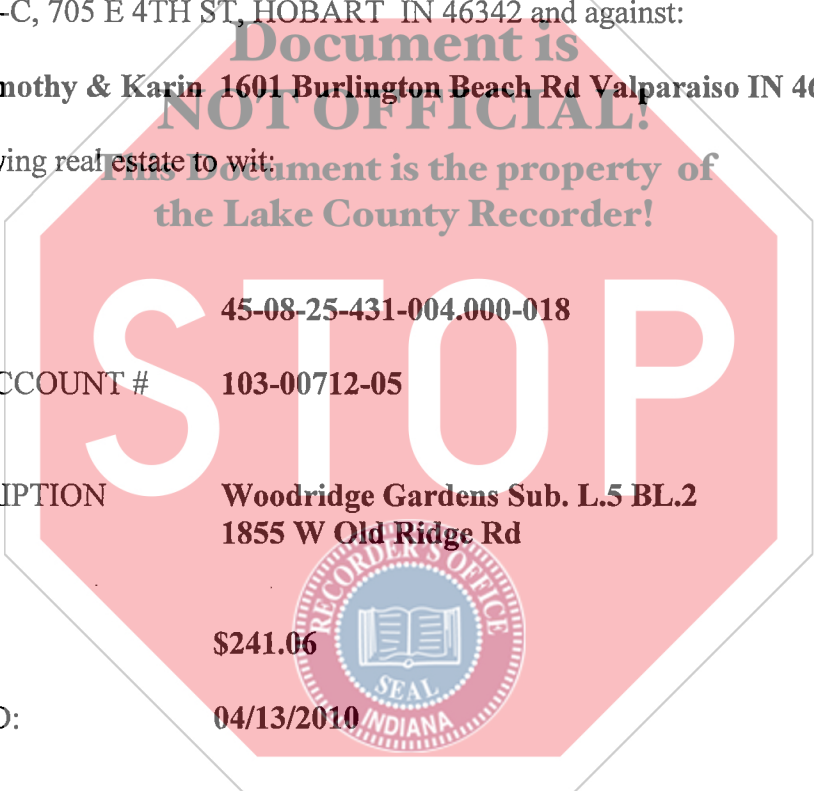 -C, 705 E 4TH ST, HOBART IN 46342 and against:
Document is
mothy & Karin 1601 Burlington Beach Rd Valparaiso IN 46
NOT OFFICIAL!
wing real estate to wit:
This Document is the property of
the Lake County Recorder!
45-08-25-431-004.000-018
STOP
CCOUNT # 103-00712-05
IPTION Woodridge Gardens Sub. L.5 BL.2
1855 W Old Ridge Rd
RECORDER'S OFFICE
$241.06
SEAL
D: 04/13/2010
INDIANA